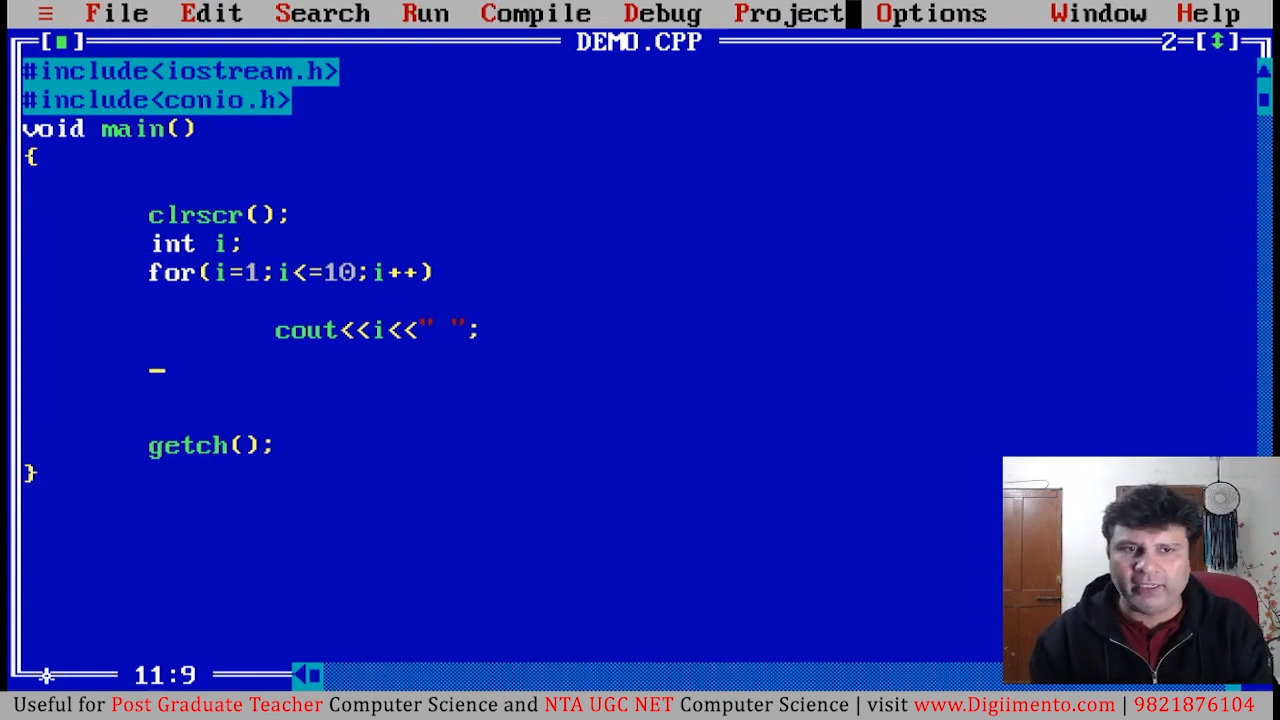 ≡ File Edit Search Run Compile Debug Project Options Window Help
DEMO.CPP 2
#include<iostream.h>
#include<conio.h>
void main()
{
clrscr();
int i;
for(i=1;i<=10;i++)
cout<<i<<" ";
getch();
}
11:9
Useful for Post Graduate Teacher Computer Science and NTA UGC NET Computer Science | visit www.Digiimento.com | 9821876104